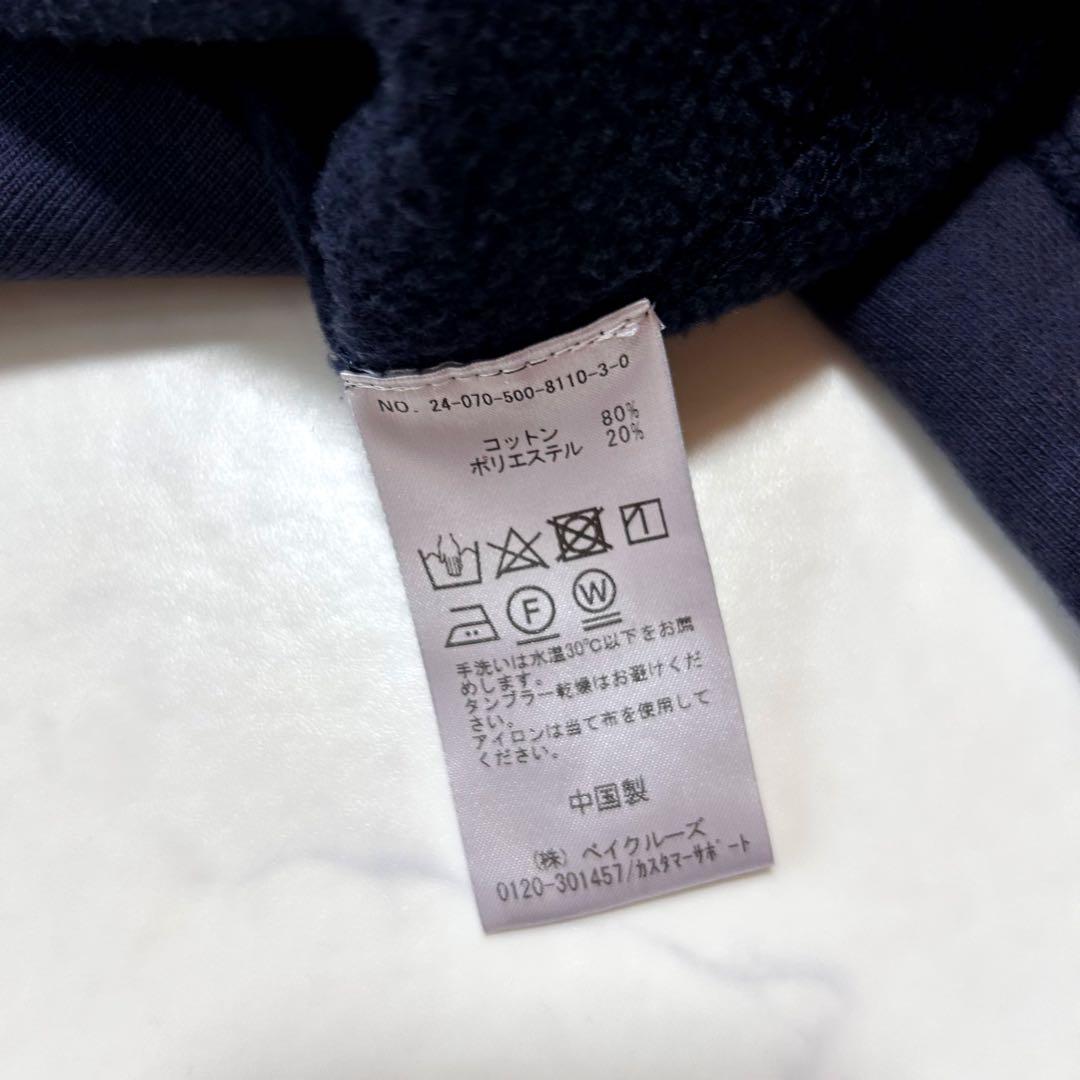 NO. 24-070-500-8110-3-0
コットン 80%
ポリエステル 20%
F W
手洗いは水温30℃以下をお薦
めします。
タンブラー乾燥はお避けくだ
さい。
アイロンは当て布を使用して
ください。
中国製
(株) ベイクルーズ
0120-301457/カスタマーサポート